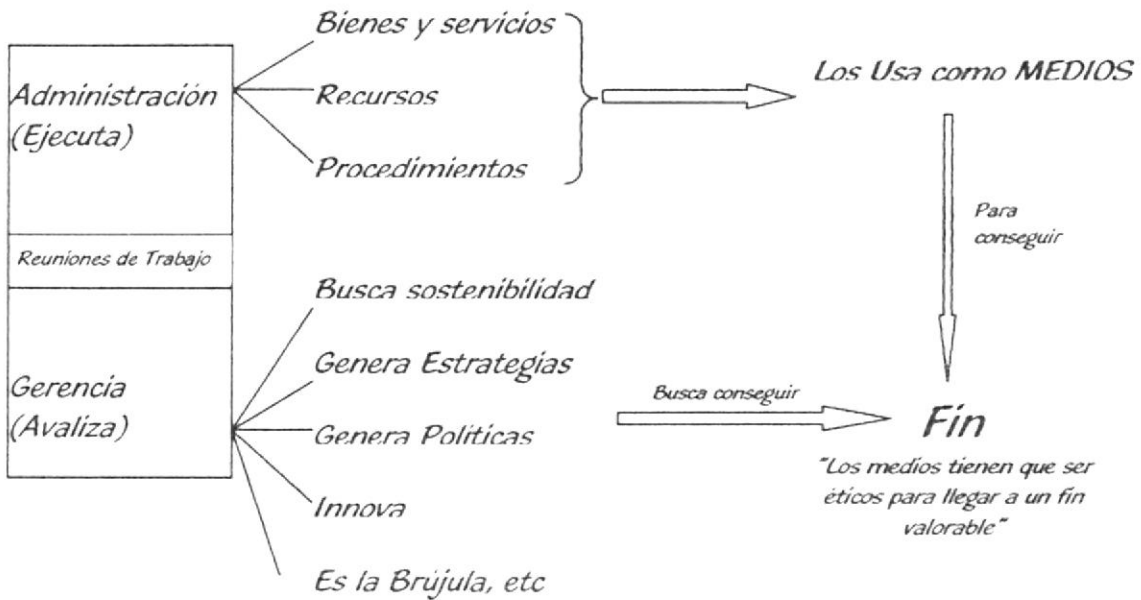 Administración
(Ejecuta)
Bienes y servicios
Recursos
Procedimientos
Los Usa como MEDIOS
Para
conseguir
Reuniones de Trabajo
Gerencia
(Avaliza)
Busca sostenibilidad
Genera Estrategias
Genera Políticas
Innova
Es la Brújula, etc
Busca conseguir
Fin
"Los medios tienen que ser
éticos para llegar a un fin
valorable"